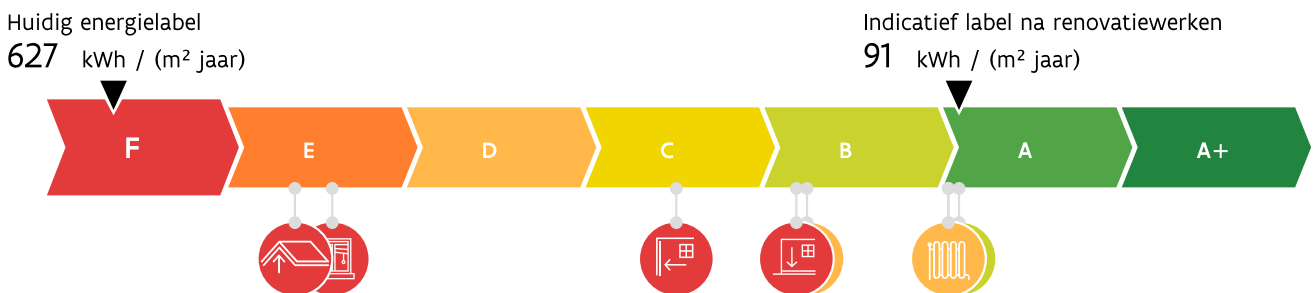 Huidig energielabel
627 kWh / (m² jaar)
Indicatief label na renovatiewerken
91 kWh / (m² jaar)
F E D C B A A+